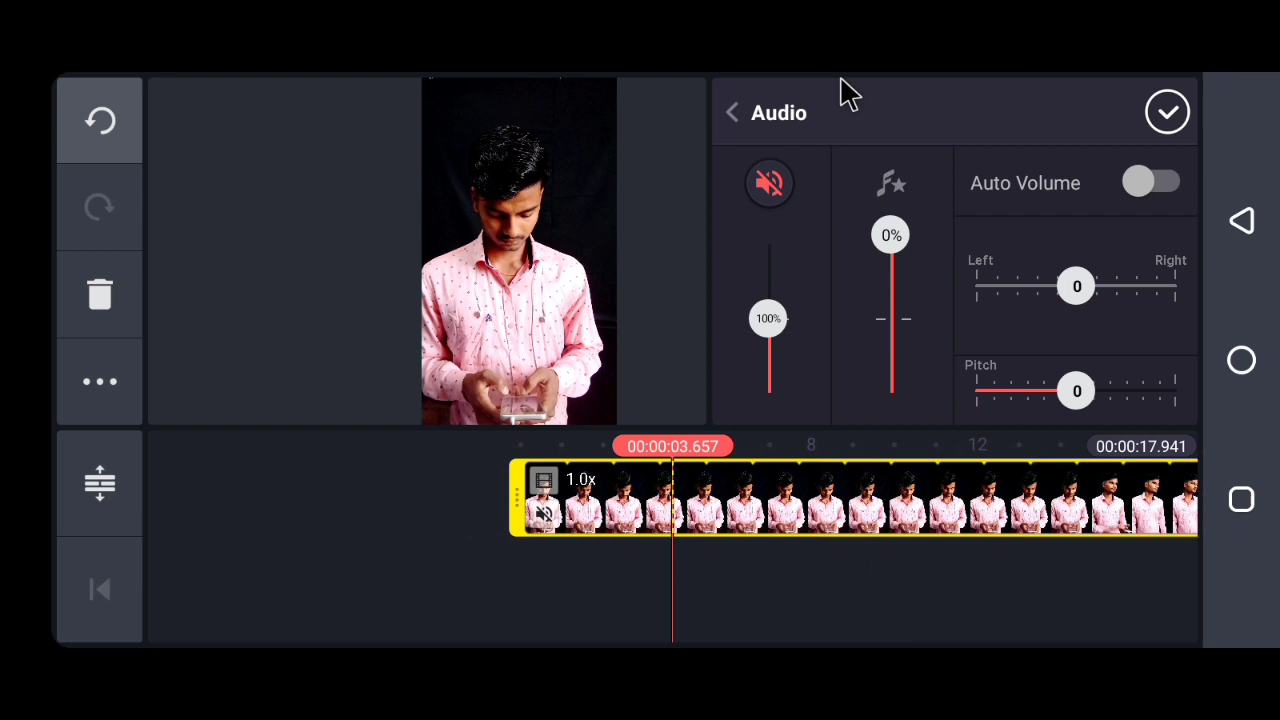 Audio
Auto Volume
0%
Left
Right
0
100%
Pitch
0
00:00:03.657
8
12
00:00:17.941
1.0x